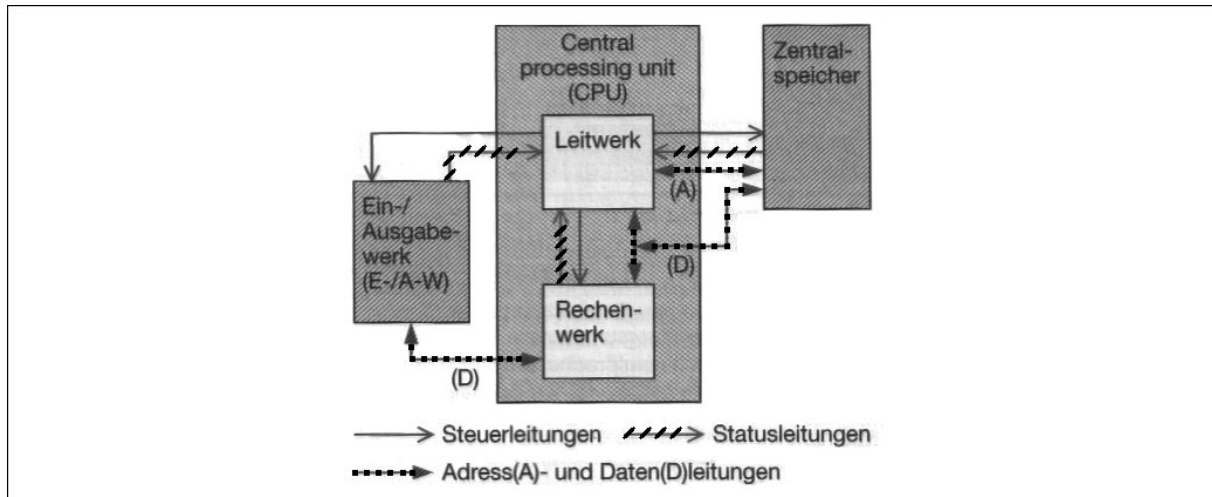 Central
processing unit
(CPU)
Zentral-
speicher
Leitwerk
(A)
Ein-/
Ausgabe-
werk
(E-/A-W)
(D)
Rechen-
werk
(D)
Steuerleitungen
Statusleitungen
Adress(A)- und Daten(D)leitungen